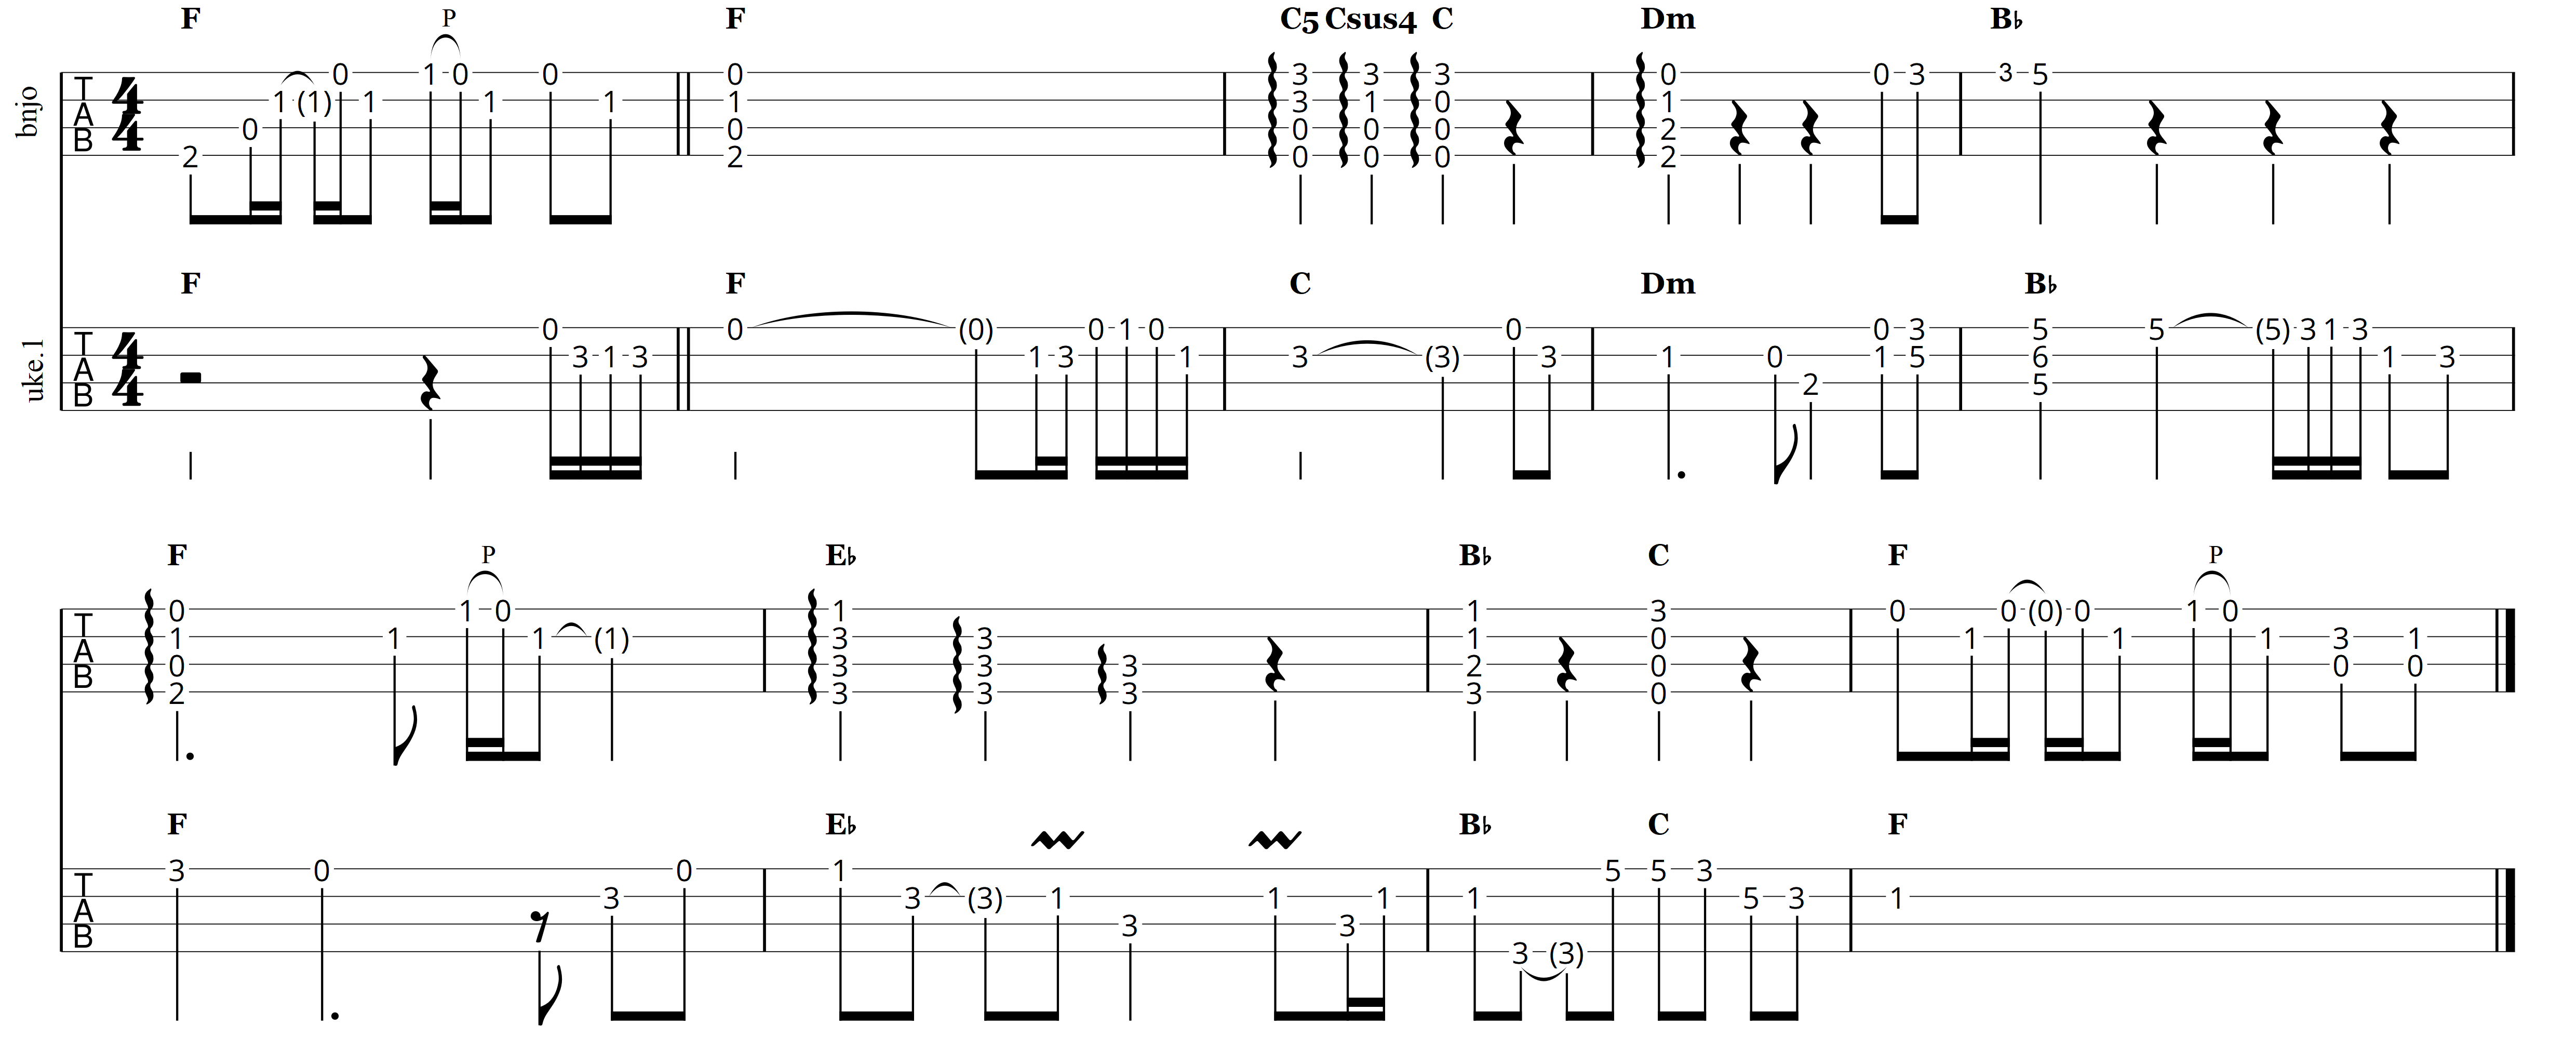 F P F C5 Csus4 C Dm B♭
bnjo TAB 4/4 2 0 1 (1) 0 1 1 0 1 0 1 0 1 0 2 3 3 0 0 3 1 0 0 3 0 0 0 0 1 2 2 0 3 3 5
F F C Dm B♭
uke.1 TAB 4/4 0 3 1 3 0 (0) 1 3 0 1 0 1 3 (3) 0 3 1 0 2 0 1 3 5 5 6 5 5 (5) 3 1 3 1 3
F P E♭ B♭ C F P
TAB 0 1 0 2 1 1 0 1 (1) 1 3 3 3 3 3 3 3 3 1 1 2 3 3 0 0 0 0 1 0 (0) 0 1 1 0 1 3 0 1 0
F E♭ B♭ C F
TAB 3 0 3 0 1 3 (3) 1 3 1 3 1 1 3 (3) 5 5 3 5 3 1